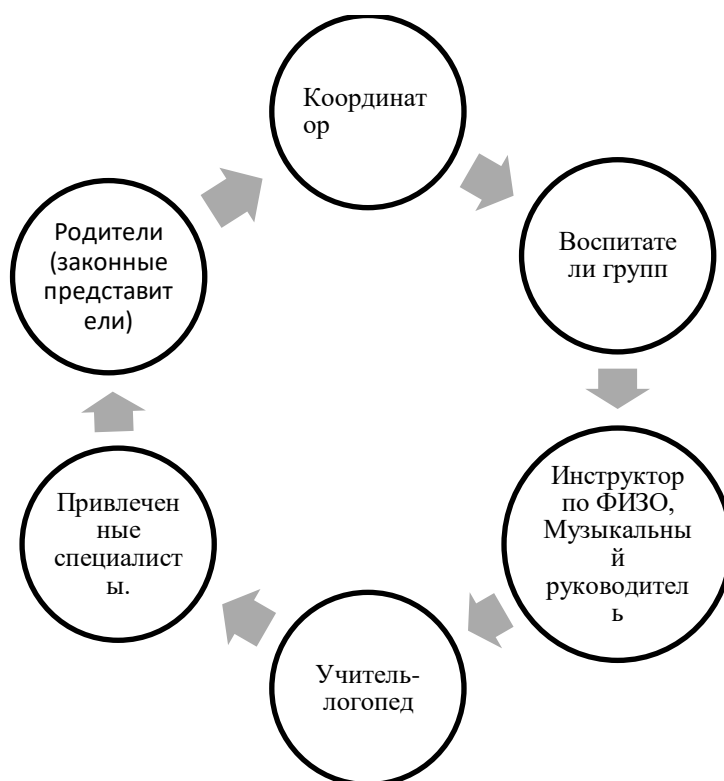 Координат
ор
Воспитате
ли групп
Инструктор
по ФИЗО,
Музыкальны
й
руководител
ь
Учитель-
логопед
Привлечен
ные
специалист
ы.
Родители
(законные
представит
ели)